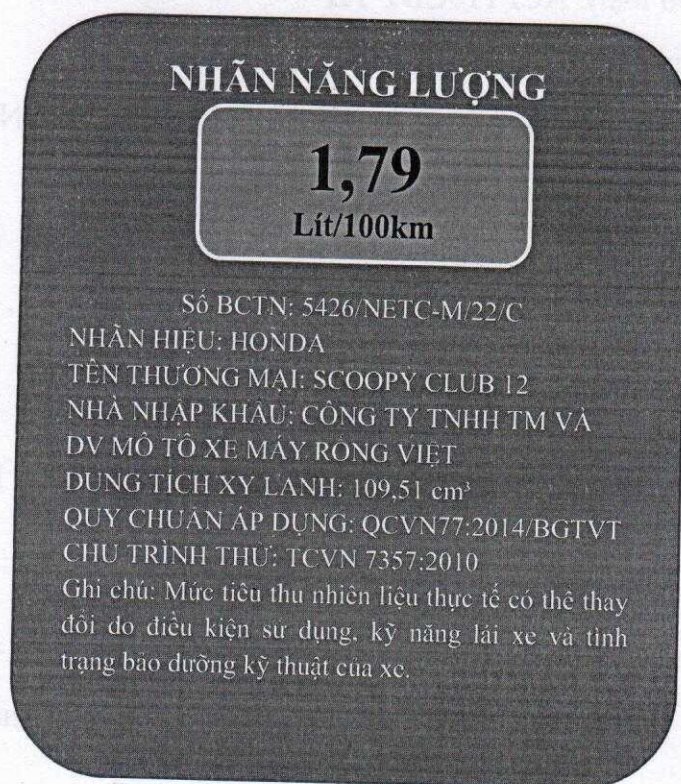 NHÃN NĂNG LƯỢNG
1,79
Lít/100km
Số BCTN: 5426/NETC-M/22/C
NHÃN HIỆU: HONDA
TÊN THƯƠNG MẠI: SCOOPY CLUB 12
NHÀ NHẬP KHẨU: CÔNG TY TNHH TM VÀ
DV MÔ TÔ XE MÁY RỒNG VIỆT
DUNG TÍCH XY LANH: 109,51 cm³
QUY CHUẨN ÁP DỤNG: QCVN77:2014/BGTVT
CHU TRÌNH THỬ: TCVN 7357:2010
Ghi chú: Mức tiêu thụ nhiên liệu thực tế có thể thay
đổi do điều kiện sử dụng, kỹ năng lái xe và tình
trạng bảo dưỡng kỹ thuật của xe.